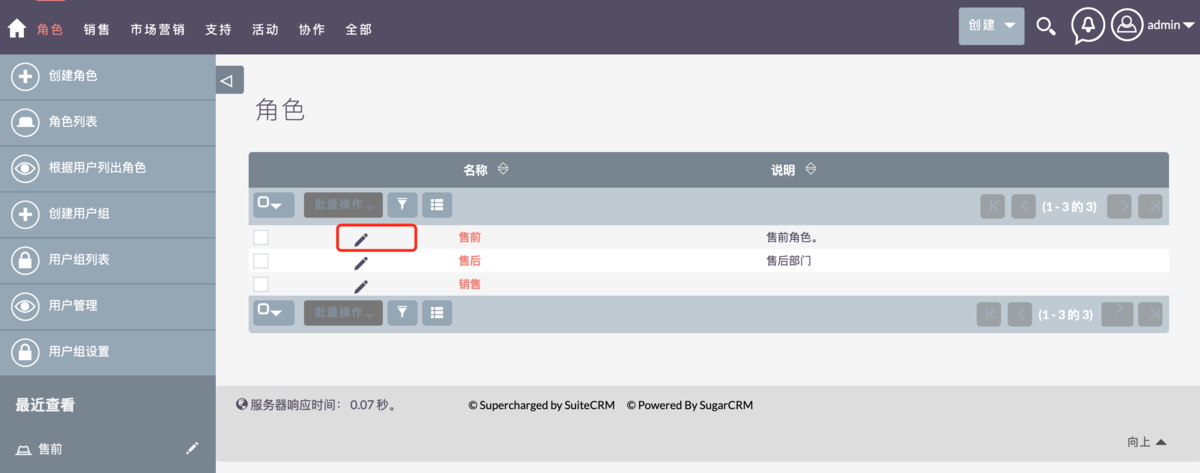 角色 销售 市场营销 支持 活动 协作 全部 创建 admin
创建角色
角色列表
根据用户列出角色
创建用户组
用户组列表
用户管理
用户组设置
最近查看
售前
角色
名称 说明
批量操作 (1 - 3 的 3)
售前 售前角色。
售后 售后部门
销售
批量操作 (1 - 3 的 3)
服务器响应时间： 0.07 秒。 © Supercharged by SuiteCRM © Powered By SugarCRM
向上